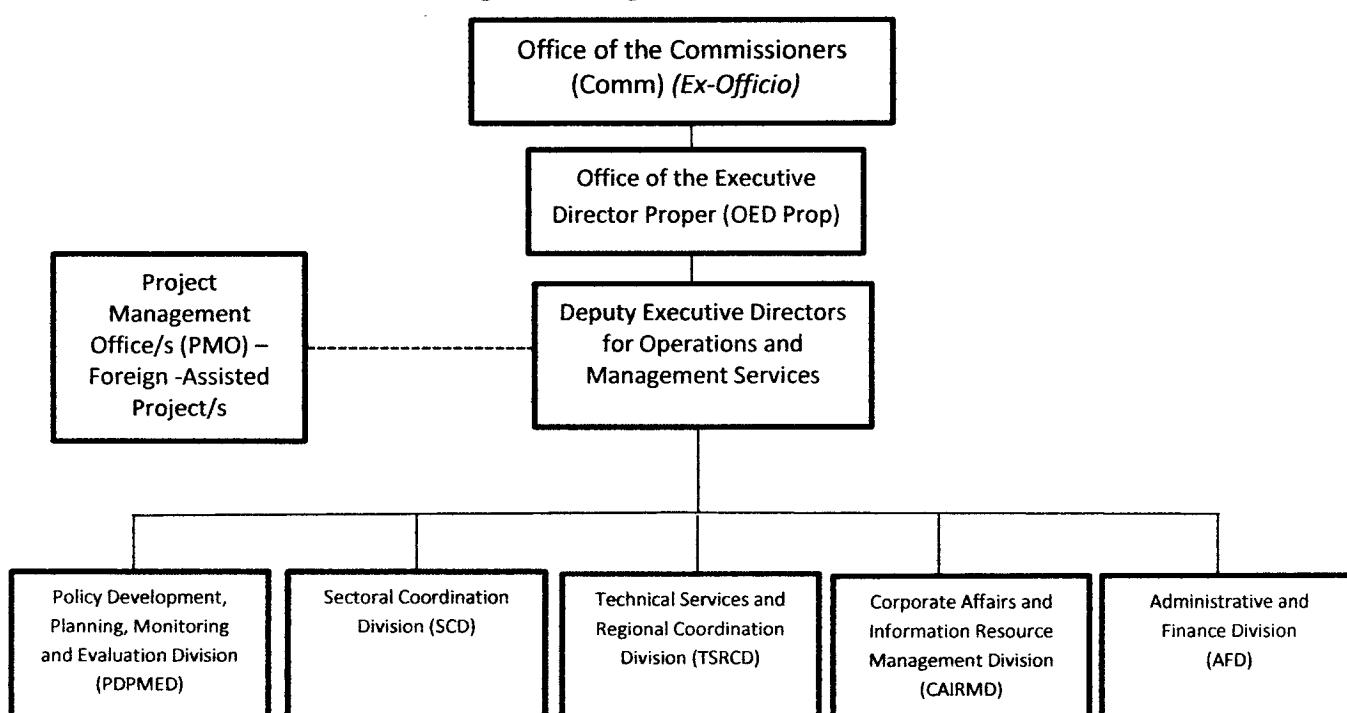 Office of the Commissioners
(Comm) (Ex-Officio)
Office of the Executive
Director Proper (OED Prop)
Project
Management
Office/s (PMO) –
Foreign -Assisted
Project/s
Deputy Executive Directors
for Operations and
Management Services
Policy Development,
Planning, Monitoring
and Evaluation Division
(PDPMED)
Sectoral Coordination
Division (SCD)
Technical Services and
Regional Coordination
Division (TSRCD)
Corporate Affairs and
Information Resource
Management Division
(CAIRMD)
Administrative and
Finance Division
(AFD)